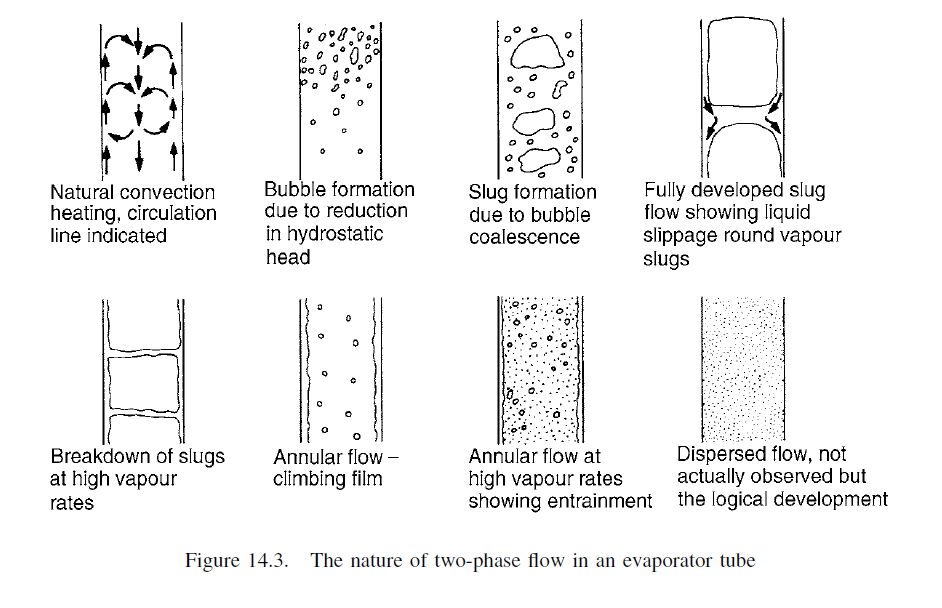 Natural convection
heating, circulation
line indicated
Bubble formation
due to reduction
in hydrostatic
head
Slug formation
due to bubble
coalescence
Fully developed slug
flow showing liquid
slippage round vapour
slugs
Breakdown of slugs
at high vapour
rates
Annular flow –
climbing film
Annular flow at
high vapour rates
showing entrainment
Dispersed flow, not
actually observed but
the logical development
Figure 14.3. The nature of two-phase flow in an evaporator tube